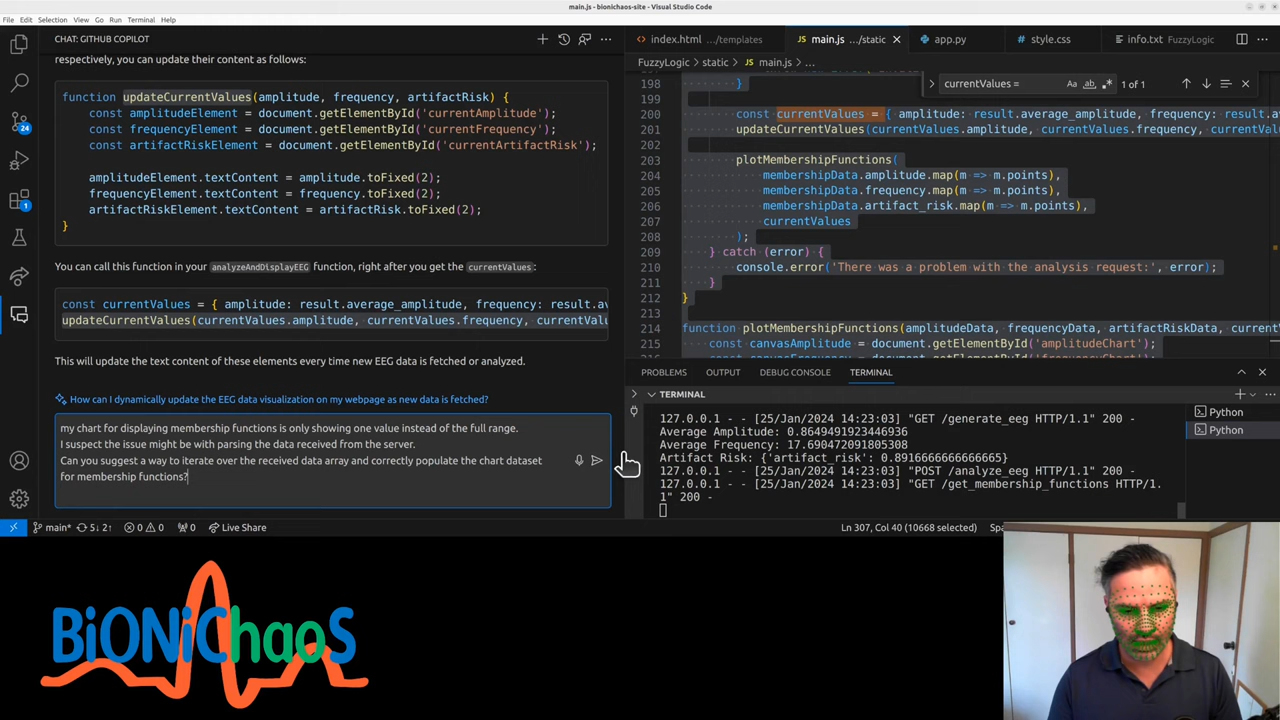 main.js - bionichaos-site - Visual Studio Code
File Edit Selection View Go Run Terminal Help
CHAT: GITHUB COPILOT
respectively, you can update their content as follows:
function updateCurrentValues(amplitude, frequency, artifactRisk) {
const amplitudeElement = document.getElementById('currentAmplitude');
const frequencyElement = document.getElementById('currentFrequency');
const artifactRiskElement = document.getElementById('currentArtifactRisk');
amplitudeElement.textContent = amplitude.toFixed(2);
frequencyElement.textContent = frequency.toFixed(2);
artifactRiskElement.textContent = artifactRisk.toFixed(2);
}
You can call this function in your analyzeAndDisplayEEG function, right after you get the currentValues:
const currentValues = { amplitude: result.average_amplitude, frequency: result.av
updateCurrentValues(currentValues.amplitude, currentValues.frequency, currentValu
This will update the text content of these elements every time new EEG data is fetched or analyzed.
How can I dynamically update the EEG data visualization on my webpage as new data is fetched?
my chart for displaying membership functions is only showing one value instead of the full range.
I suspect the issue might be with parsing the data received from the server.
Can you suggest a way to iterate over the received data array and correctly populate the chart dataset
for membership functions?
24
1
index.html .../templates
main.js .../static
app.py
style.css
info.txt FuzzyLogic
FuzzyLogic > static > main.js > ...
currentValues =
Aa ab .*
1 of 1
198 }
199
200 const currentValues = { amplitude: result.average_amplitude, frequency: result.av
201 updateCurrentValues(currentValues.amplitude, currentValues.frequency, currentVal
202
203 plotMembershipFunctions(
204 membershipData.amplitude.map(m => m.points),
205 membershipData.frequency.map(m => m.points),
206 membershipData.artifact_risk.map(m => m.points),
207 currentValues
208 );
209 } catch (error) {
210 console.error('There was a problem with the analysis request:', error);
211 }
212 }
214 function plotMembershipFunctions(amplitudeData, frequencyData, artifactRiskData, current
215 const canvasAmplitude = document.getElementById('amplitudeChart');
PROBLEMS OUTPUT DEBUG CONSOLE TERMINAL
TERMINAL
127.0.0.1 - - [25/Jan/2024 14:23:03] "GET /generate_eeg HTTP/1.1" 200 -
Average Amplitude: 0.8649491923446936
Average Frequency: 17.690472091805308
Artifact Risk: {'artifact_risk': 0.8916666666666665}
127.0.0.1 - - [25/Jan/2024 14:23:03] "POST /analyze_eeg HTTP/1.1" 200 -
127.0.0.1 - - [25/Jan/2024 14:23:03] "GET /get_membership_functions HTTP/1.
1" 200 -
Python
Python
main* 5↓ 2↑ 0 0 0 Live Share
Ln 307, Col 40 (10668 selected)
BiONiChaoS